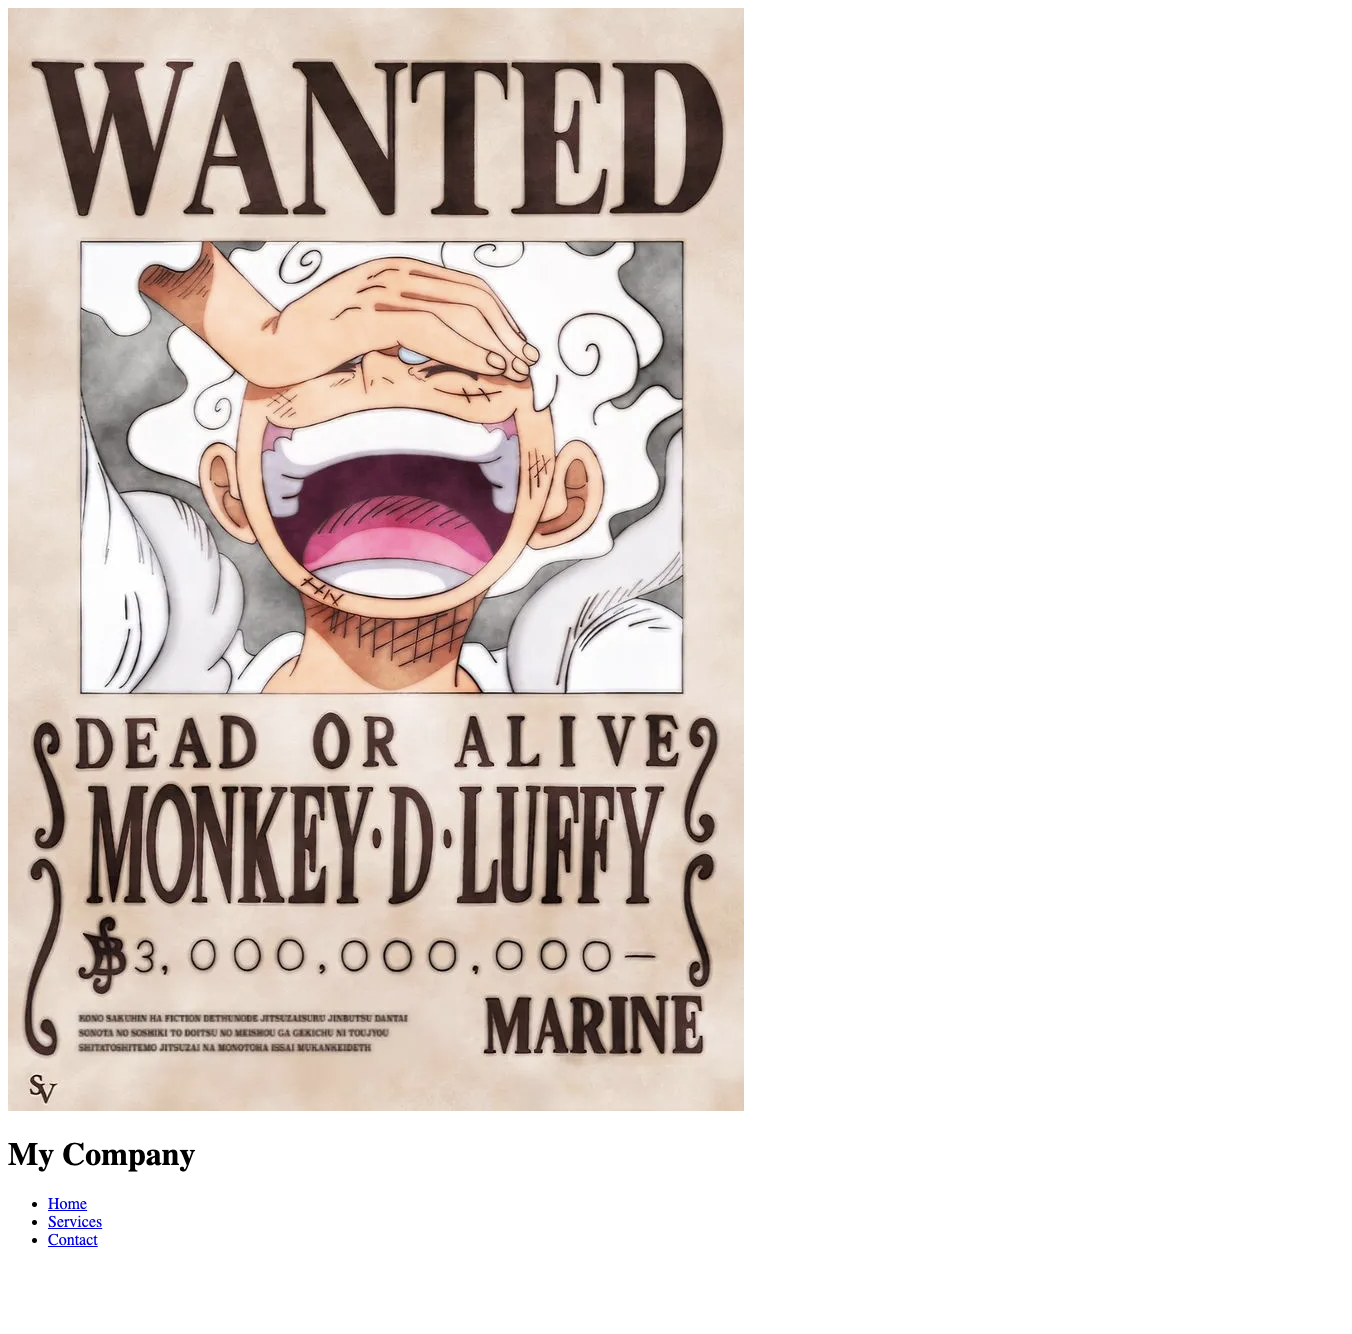 WANTED
DEAD OR ALIVE
MONKEY·D·LUFFY
฿3,000,000,000—
KONO SAKUHIN HA FICTION DETHUNODE JITSUZAISURU JINBUTSU DANTAI
SONOTA NO SOSHIKI TO DOITSU NO MEISHOU GA GEKICHU NI TOUJYOU
SHITATOSHITEMO JITSUZAI NA MONOTOHA ISSAI MUKANKEIDETH
MARINE
SV
My Company
Home
Services
Contact